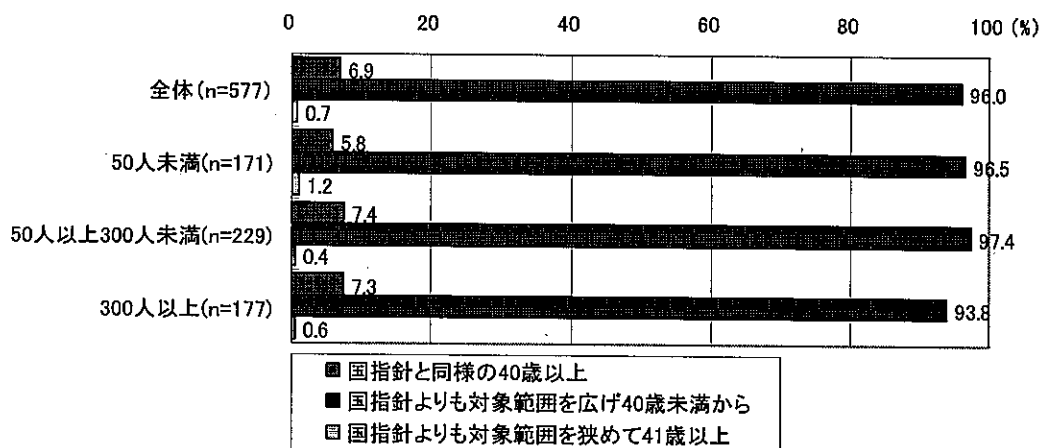 0 20 40 60 80 100 (%)
全体(n=577)
6.9
96.0
0.7
50人未満(n=171)
5.8
96.5
1.2
50人以上300人未満(n=229)
7.4
97.4
0.4
300人以上(n=177)
7.3
93.8
0.6
国指針と同様の40歳以上
国指針よりも対象範囲を広げ40歳未満から
国指針よりも対象範囲を狭めて41歳以上